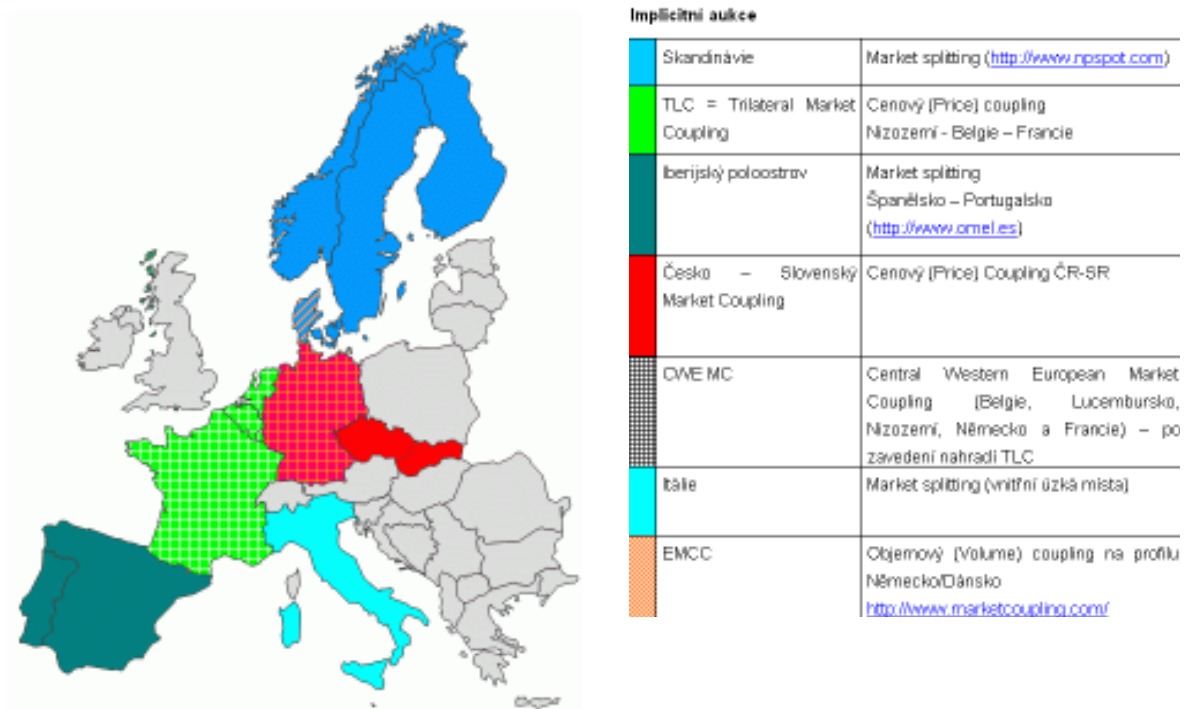 Implicitní aukce
Skandinávie
Market splitting (http://www.npspot.com)
TLC = Trilateral Market
Coupling
Cenový (Price) coupling
Nizozemí - Belgie – Francie
Iberijský poloostrov
Market splitting
Španělsko – Portugalsko
(http://www.omel.es)
Česko – Slovenský
Market Coupling
Cenový (Price) Coupling ČR-SR
CWE MC
Central Western European Market
Coupling (Belgie, Lucembursko,
Nizozemí, Německo a Francie) – po
zavedení nahradí TLC
Itálie
Market splitting (vnitřní úzká místa)
EMCC
Objemový (Volume) coupling na profilu
Německo/Dánsko
http://www.marketcoupling.com/